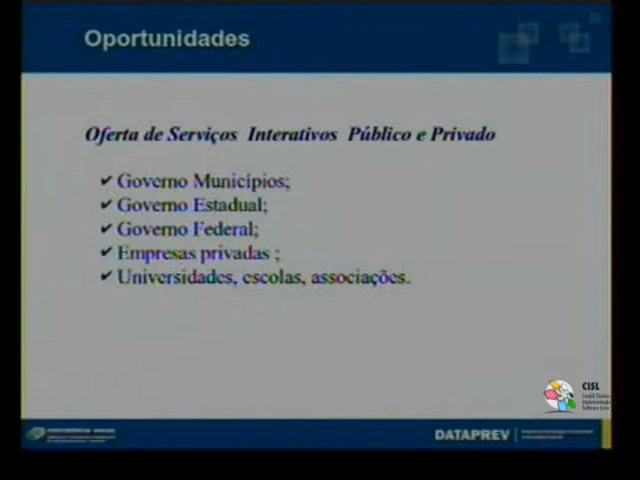 Oportunidades
Oferta de Serviços Interativos Público e Privado
✔ Governo Municípios;
✔ Governo Estadual;
✔ Governo Federal;
✔ Empresas privadas ;
✔ Universidades, escolas, associações.
CISL
DATAPREV